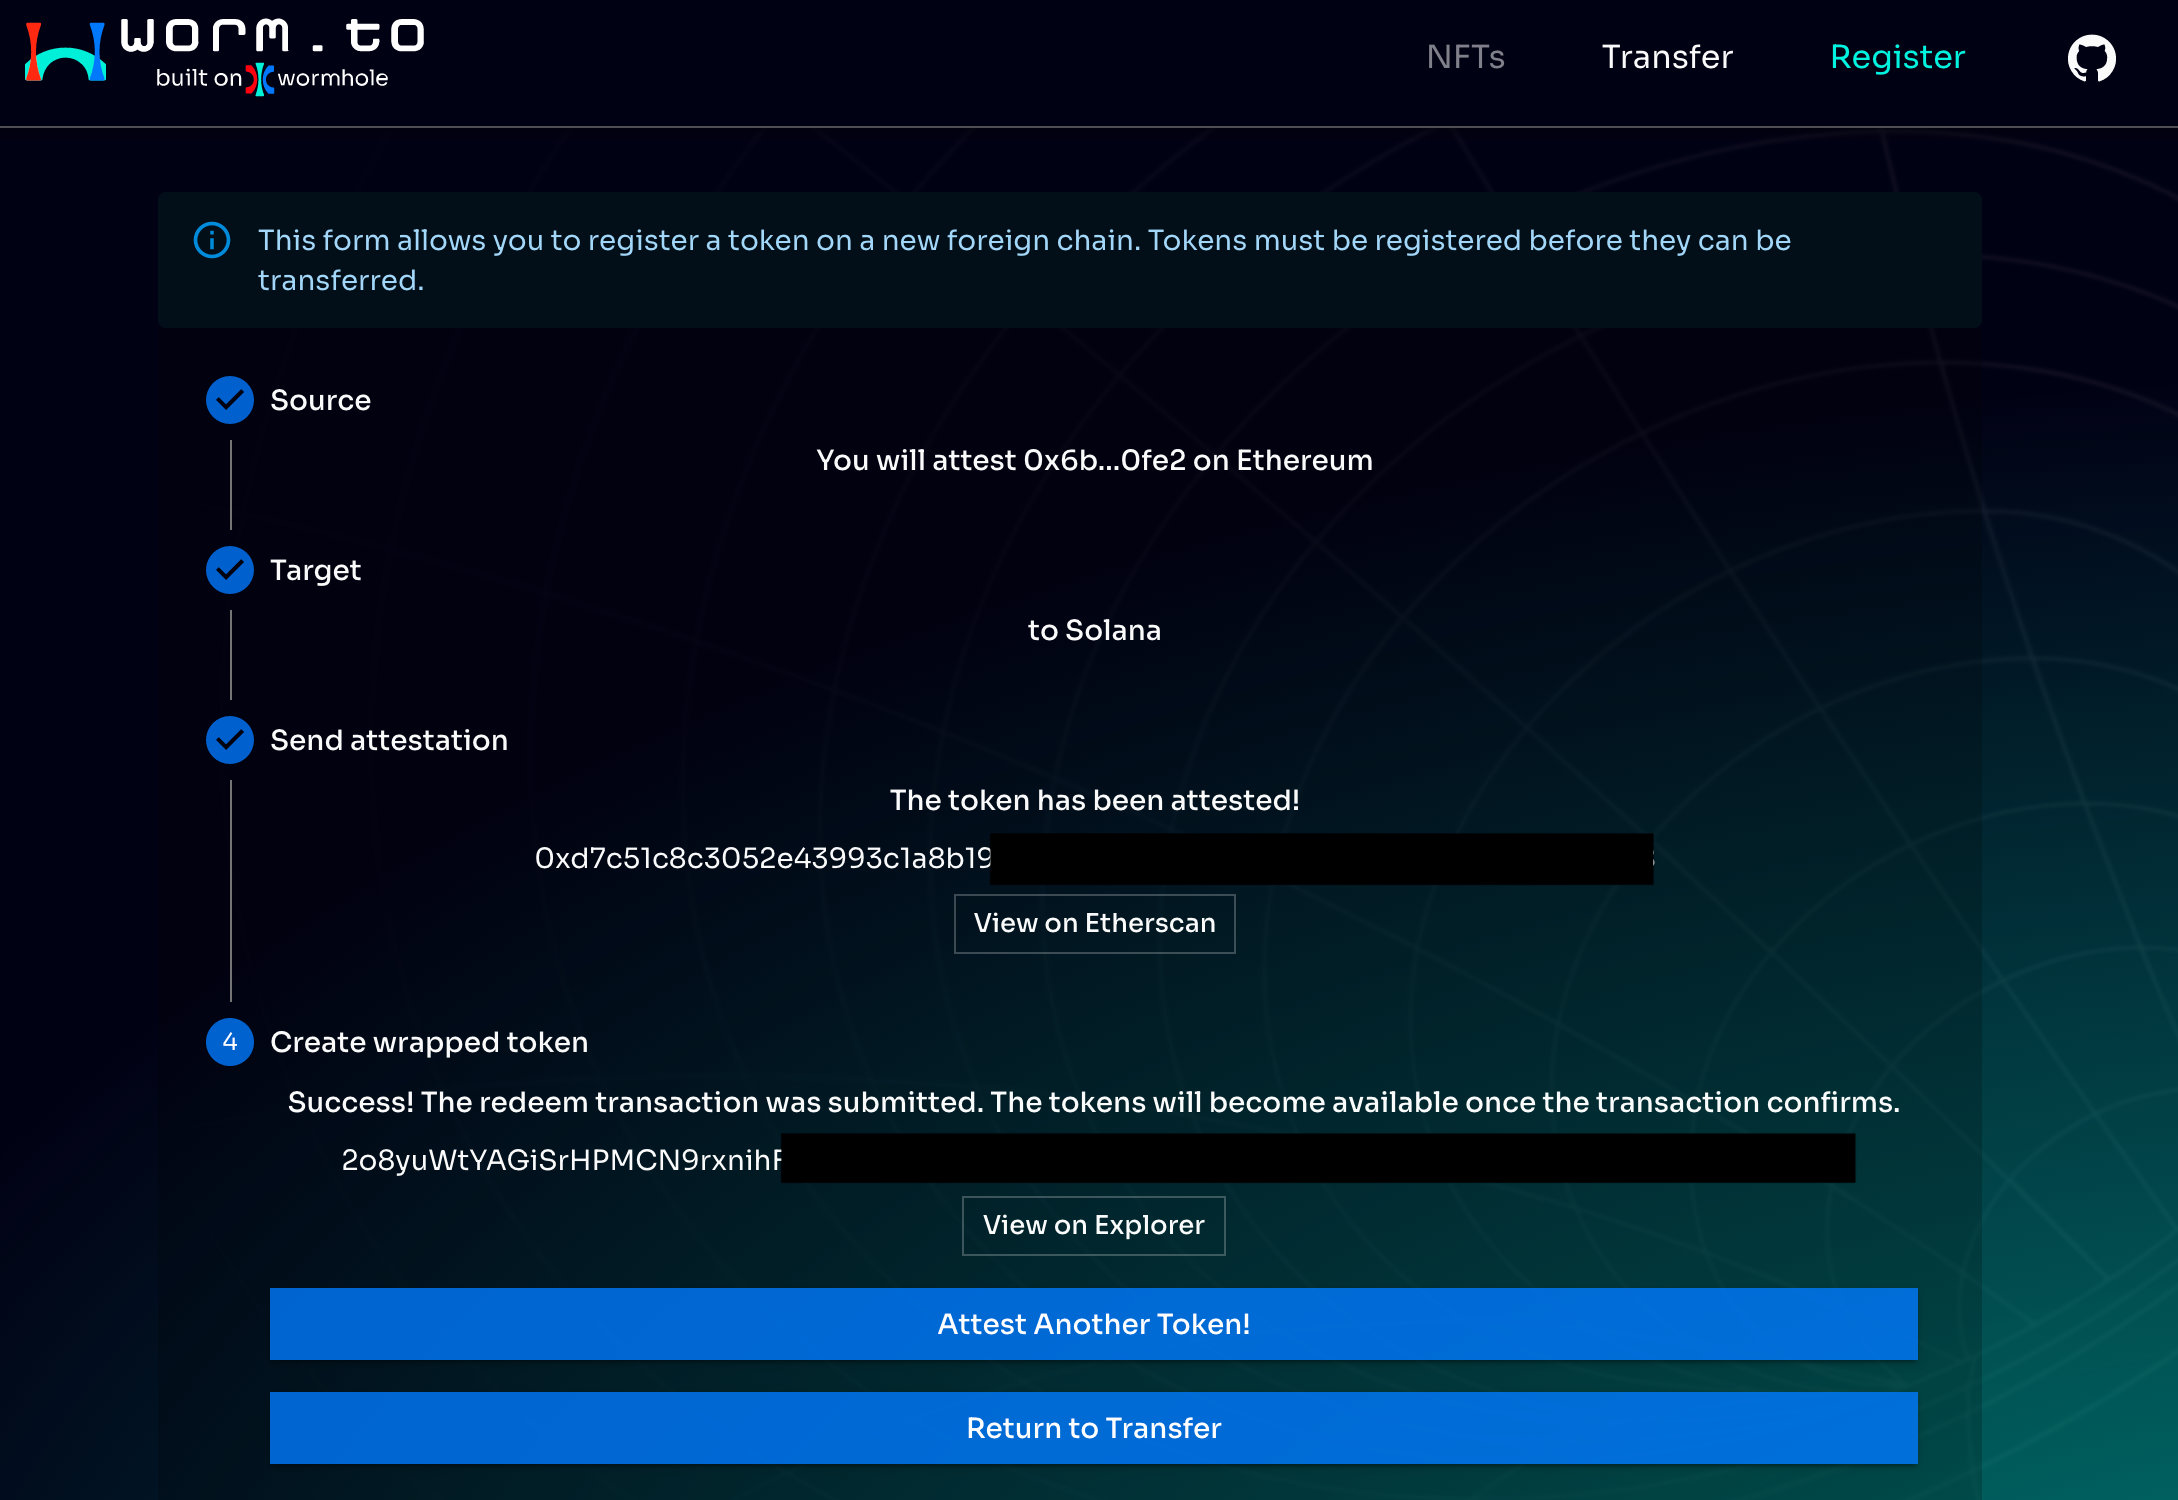 worm.to
built on wormhole
NFTs
Transfer
Register
This form allows you to register a token on a new foreign chain. Tokens must be registered before they can be
transferred.
Source
You will attest 0x6b...0fe2 on Ethereum
Target
to Solana
Send attestation
The token has been attested!
0xd7c51c8c3052e43993c1a8b19
View on Etherscan
4
Create wrapped token
Success! The redeem transaction was submitted. The tokens will become available once the transaction confirms.
2o8yuWtYAGiSrHPMCN9rxnih
View on Explorer
Attest Another Token!
Return to Transfer